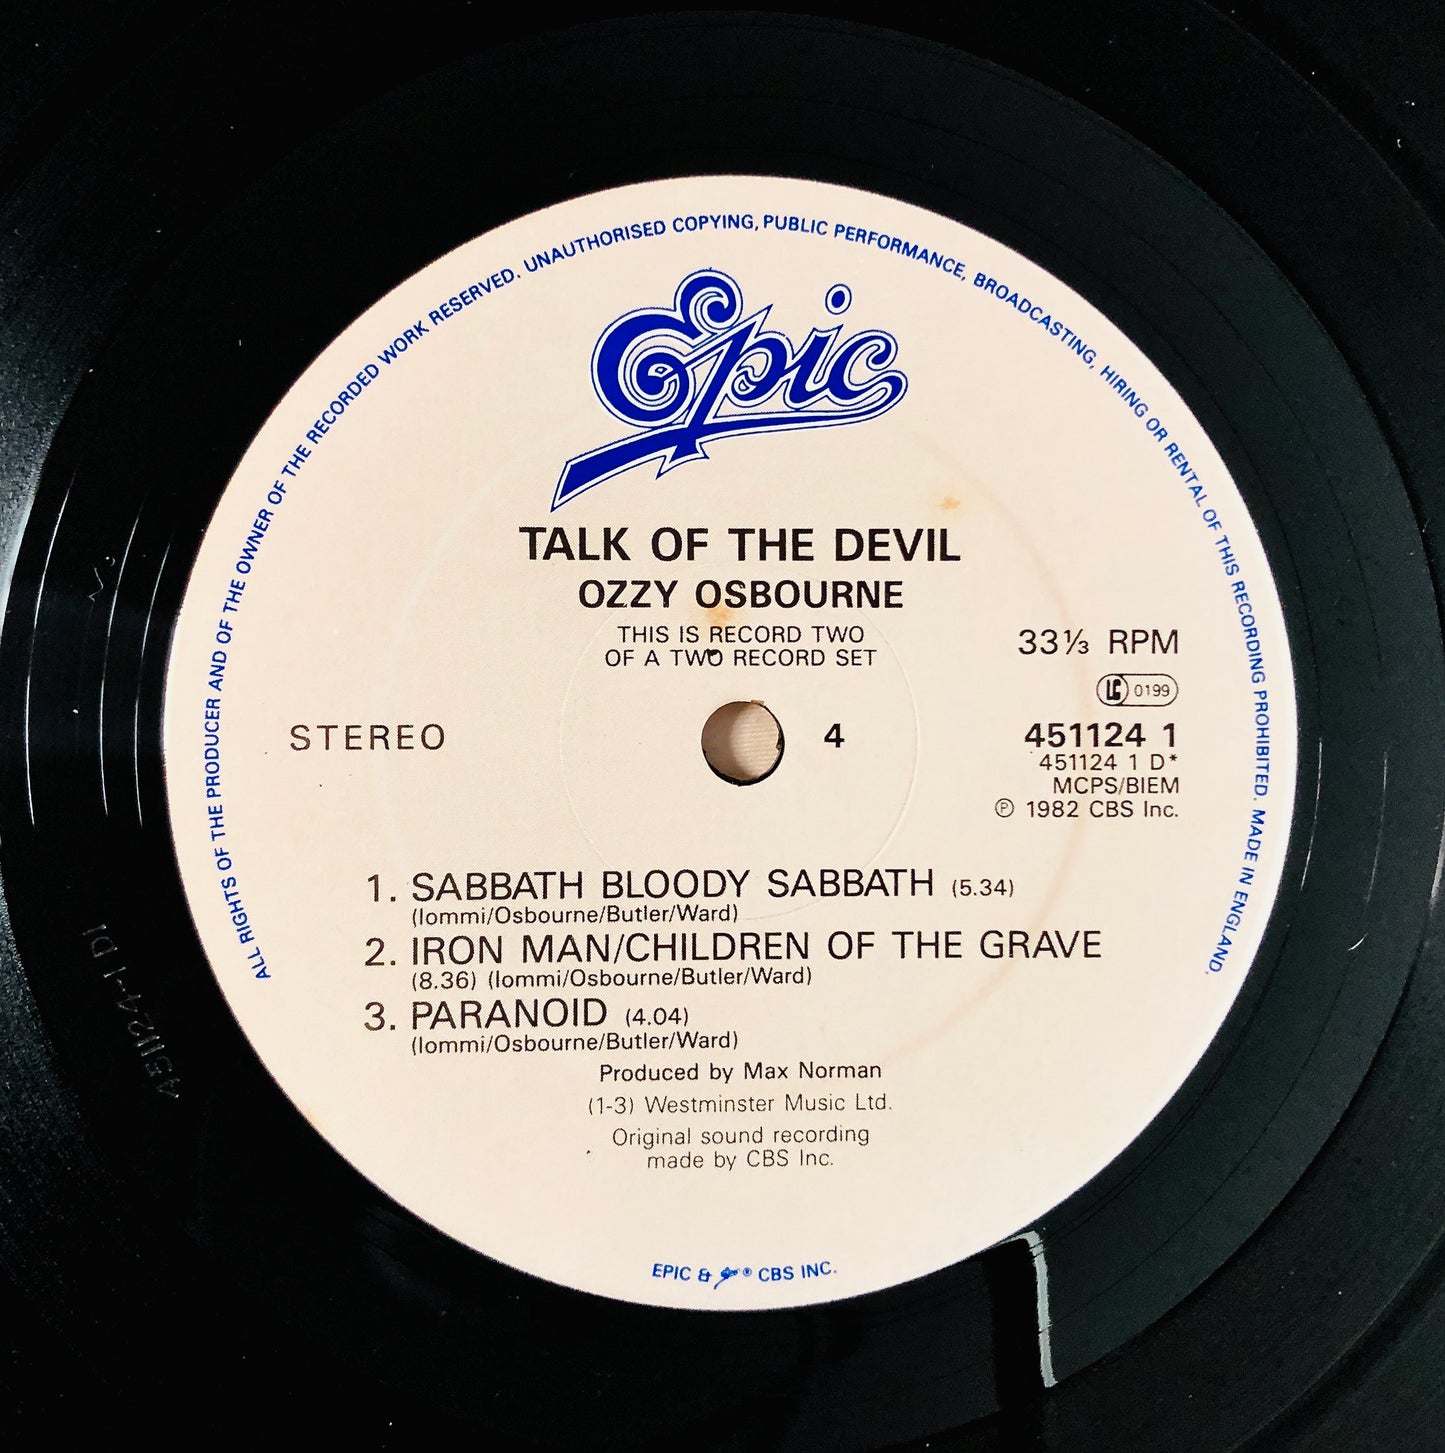 ALL RIGHTS OF THE PRODUCER AND OF THE OWNER OF THE RECORDED WORK RESERVED. UNAUTHORISED COPYING, PUBLIC PERFORMANCE, BROADCASTING, HIRING OR RENTAL OF THIS RECORDING PROHIBITED. MADE IN ENGLAND.
Epic
TALK OF THE DEVIL
OZZY OSBOURNE
THIS IS RECORD TWO
OF A TWO RECORD SET
33⅓ RPM
LC 0199
STEREO
4
451124 1
451124 1 D*
MCPS/BIEM
Ⓟ 1982 CBS Inc.
1. SABBATH BLOODY SABBATH (5.34)
(Iommi/Osbourne/Butler/Ward)
2. IRON MAN/CHILDREN OF THE GRAVE
(8.36) (Iommi/Osbourne/Butler/Ward)
3. PARANOID (4.04)
(Iommi/Osbourne/Butler/Ward)
Produced by Max Norman
(1-3) Westminster Music Ltd.
Original sound recording
made by CBS Inc.
EPIC & ® CBS INC.
451124-1 D1